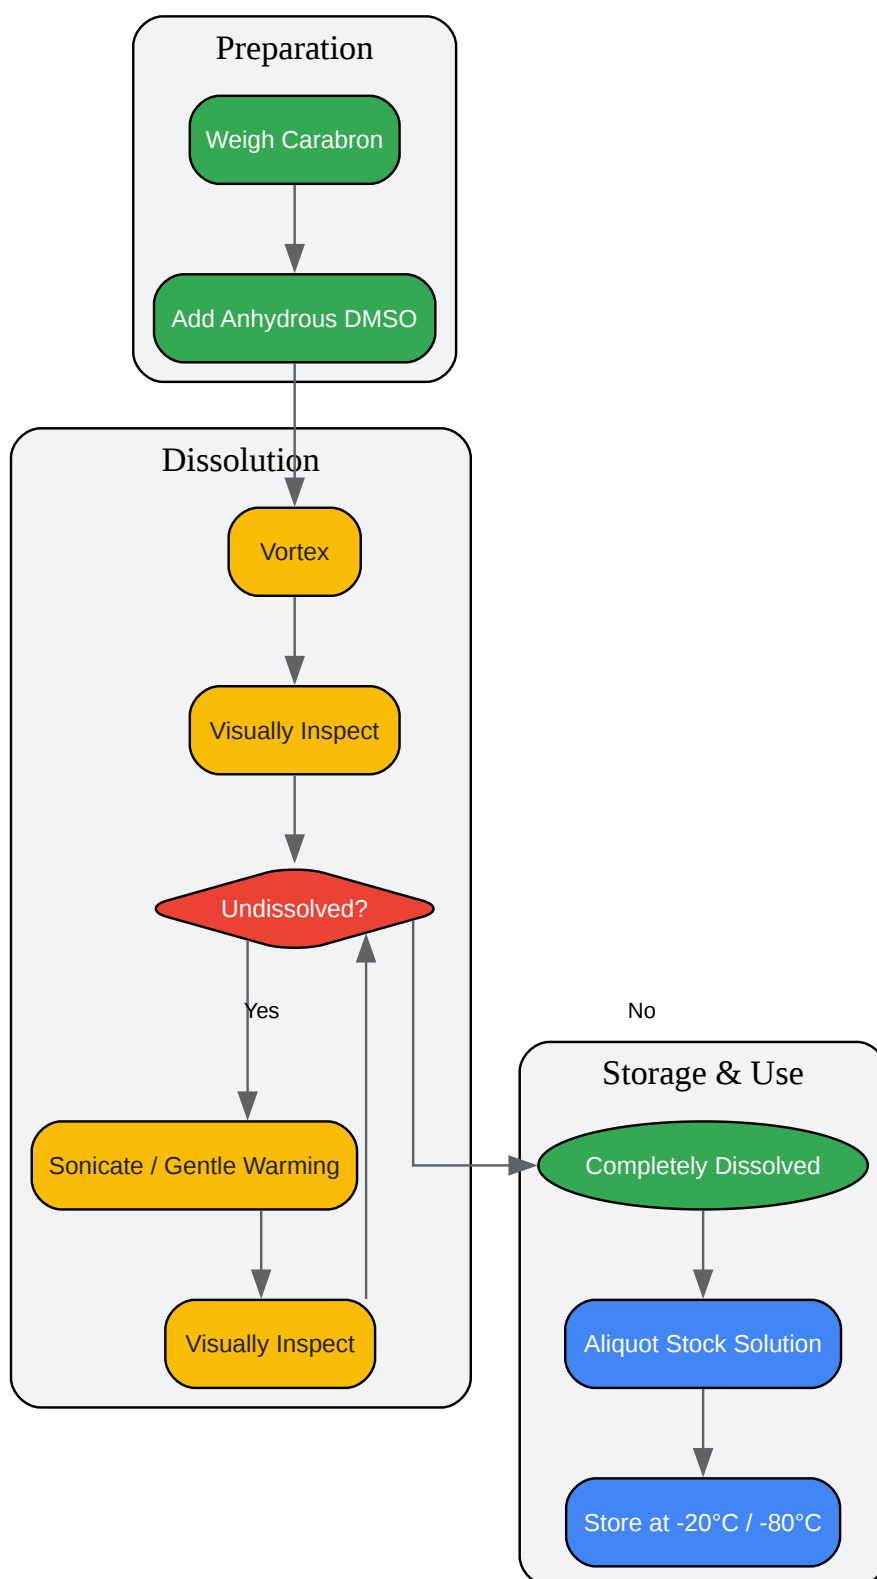 Preparation
Weigh Carabron
Add Anhydrous DMSO
Dissolution
Vortex
Visually Inspect
Undissolved?
Yes
No
Storage & Use
Sonicate / Gentle Warming
Completely Dissolved
Visually Inspect
Aliquot Stock Solution
Store at -20°C / -80°C